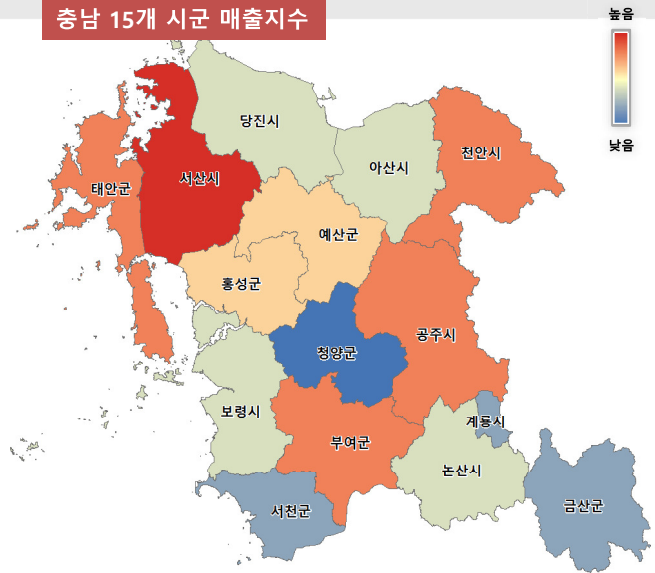 충남 15개 시군 매출지수
높음
낮음
당진시
아산시
천안시
서산시
태안군
예산군
홍성군
공주시
청양군
보령시
계룡시
부여군
논산시
서천군
금산군